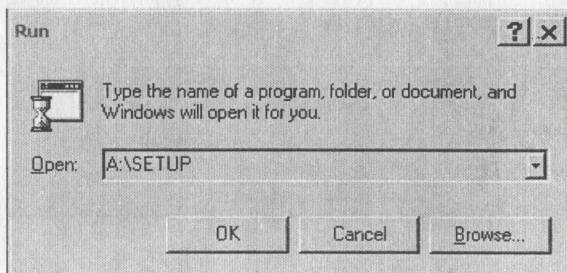 Run
? ×
Type the name of a program, folder, or document, and
Windows will open it for you.
Open: A:\SETUP
OK Cancel Browse...